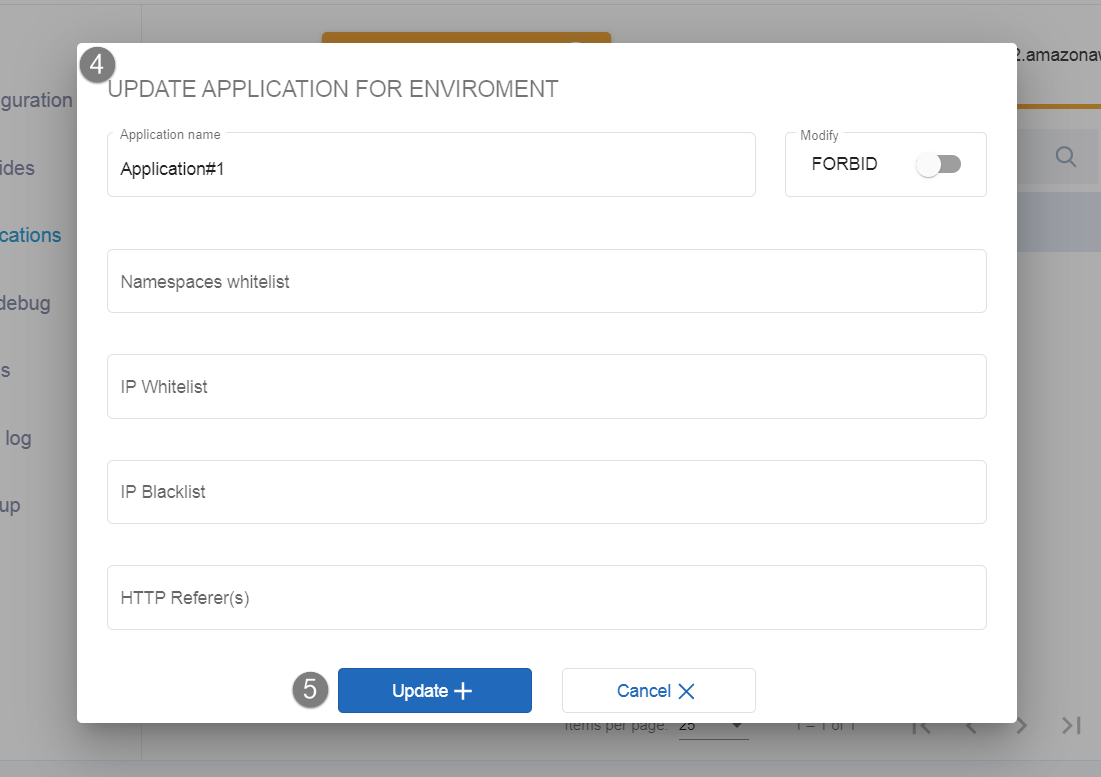 4
2.amazonaw
UPDATE APPLICATION FOR ENVIROMENT
guration
Application name
Modify
Application#1
FORBID
ides
cations
Namespaces whitelist
debug
s
IP Whitelist
log
IP Blacklist
up
HTTP Referer(s)
5
Update
Cancel
Items per page: 25
1 – 1 of 1